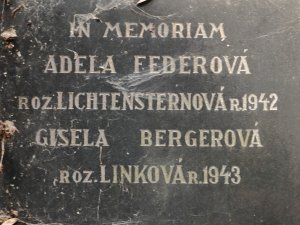 IN MEMORIAM
ADELA FEDEROVÁ
ROZ. LICHTENSTERNOVÁ R. 1942
GISELA BERGEROVÁ
ROZ. LINKOVÁ R. 1943